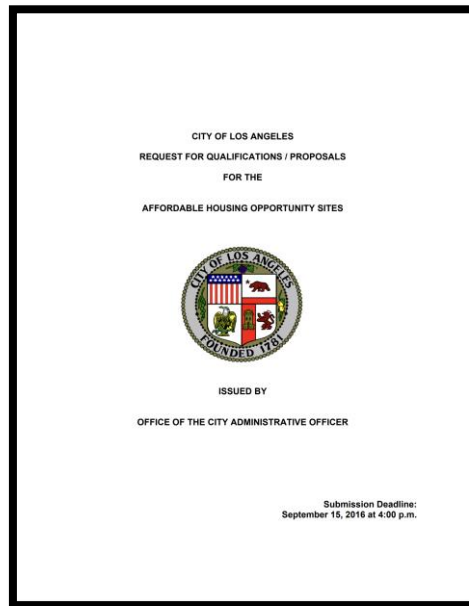 CITY OF LOS ANGELES
REQUEST FOR QUALIFICATIONS / PROPOSALS
FOR THE
AFFORDABLE HOUSING OPPORTUNITY SITES
CITY OF LOS ANGELES
FOUNDED 1781
ISSUED BY
OFFICE OF THE CITY ADMINISTRATIVE OFFICER
Submission Deadline:
September 15, 2016 at 4:00 p.m.